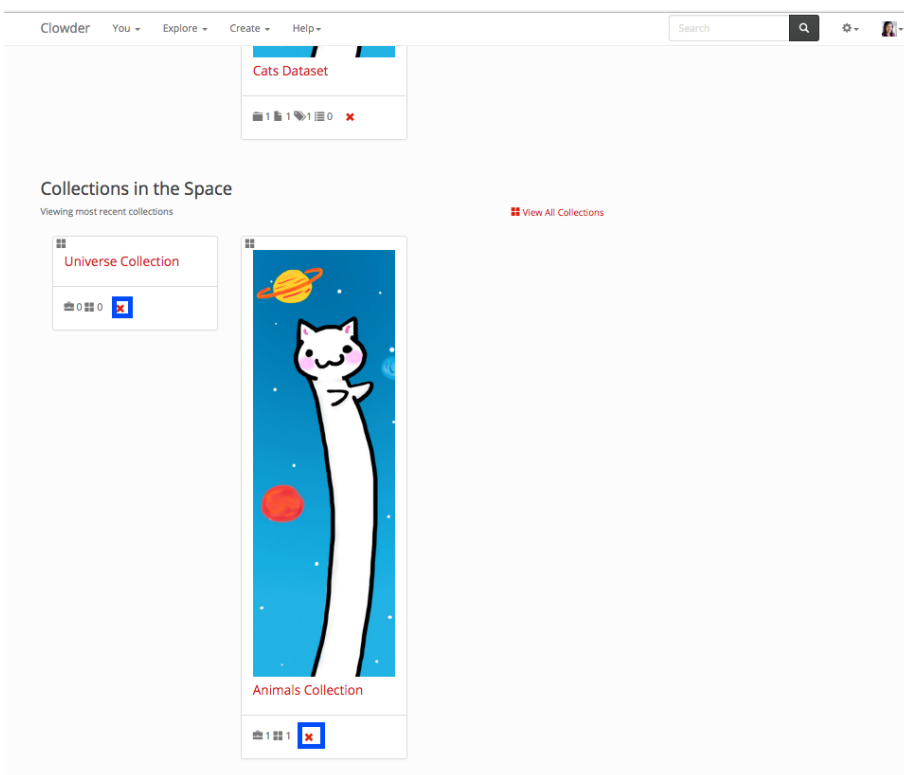 Clowder You Explore Create Help Search
Cats Dataset
1 1 1 0
Collections in the Space
Viewing most recent collections
View All Collections
Universe Collection
0 0
Animals Collection
1 1